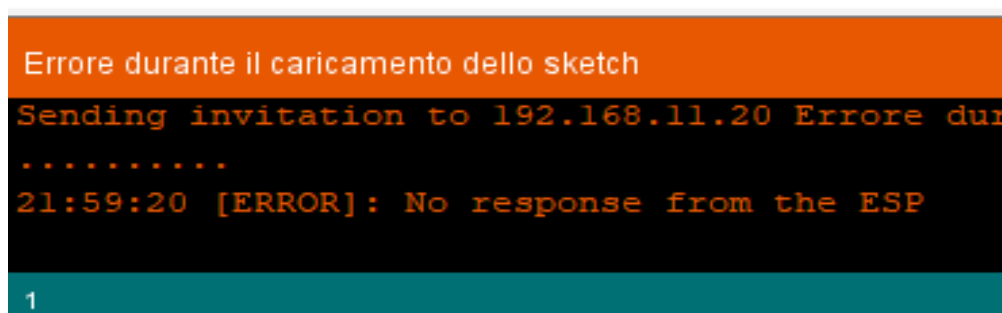 Errore durante il caricamento dello sketch
Sending invitation to 192.168.11.20 Errore
..........
21:59:20 [ERROR]: No response from the ESP
1